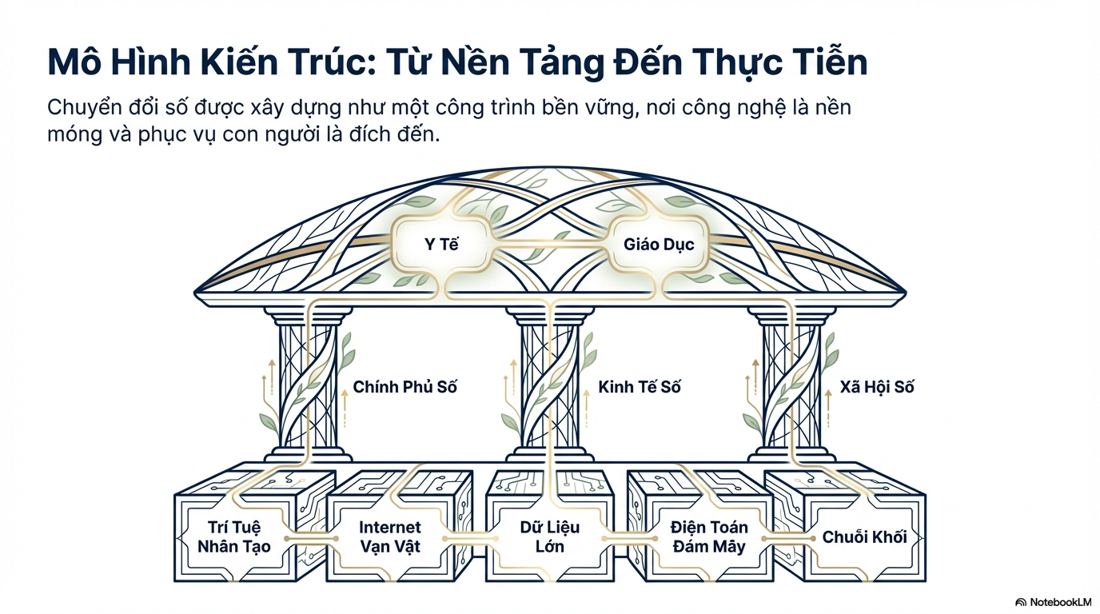 Mô Hình Kiến Trúc: Từ Nền Tảng Đến Thực Tiễn
Chuyển đổi số được xây dựng như một công trình bền vững, nơi công nghệ là nền
móng và phục vụ con người là đích đến.
Y Tế
Giáo Dục
Chính Phủ Số
Kinh Tế Số
Xã Hội Số
Trí Tuệ
Nhân Tạo
Internet
Vạn Vật
Dữ Liệu
Lớn
Điện Toán
Đám Mây
Chuỗi Khối
NotebookLM